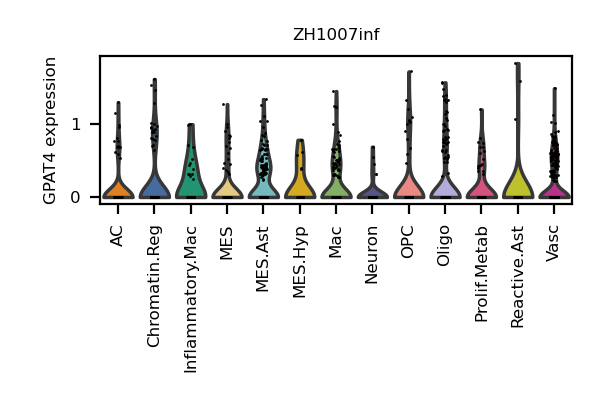 ZH1007inf
GPAT4 expression
1
0
AC
Chromatin.Reg
Inflammatory.Mac
MES
MES.Ast
MES.Hyp
Mac
Neuron
OPC
Oligo
Prolif.Metab
Reactive.Ast
Vasc